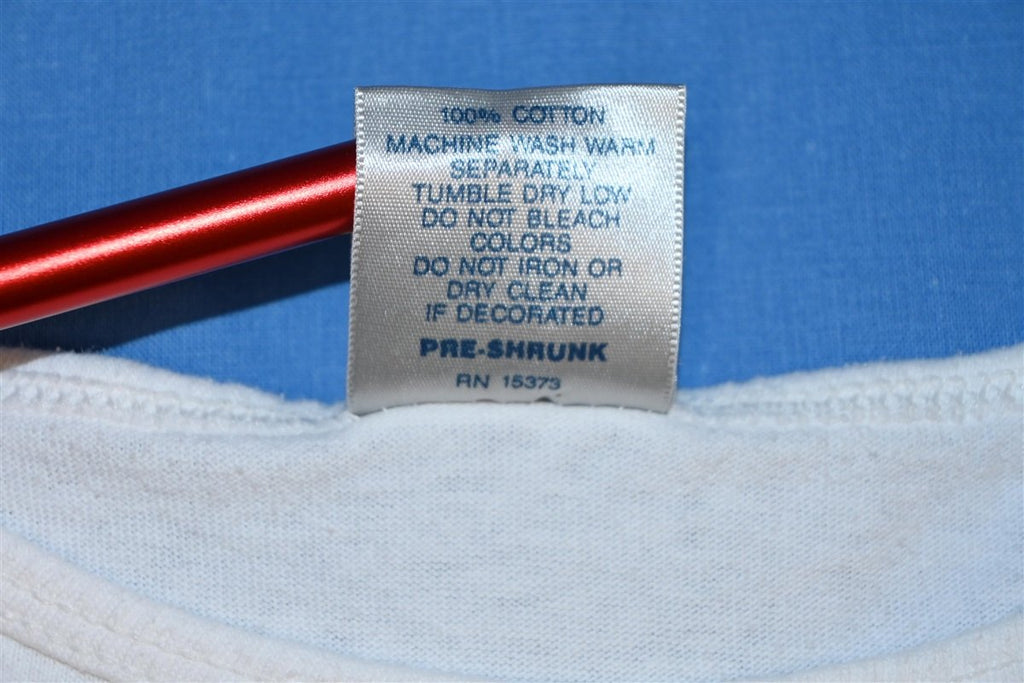 100% COTTON
MACHINE WASH WARM
SEPARATELY
TUMBLE DRY LOW
DO NOT BLEACH
COLORS
DO NOT IRON OR
DRY CLEAN
IF DECORATED
PRE-SHRUNK
RN 15373